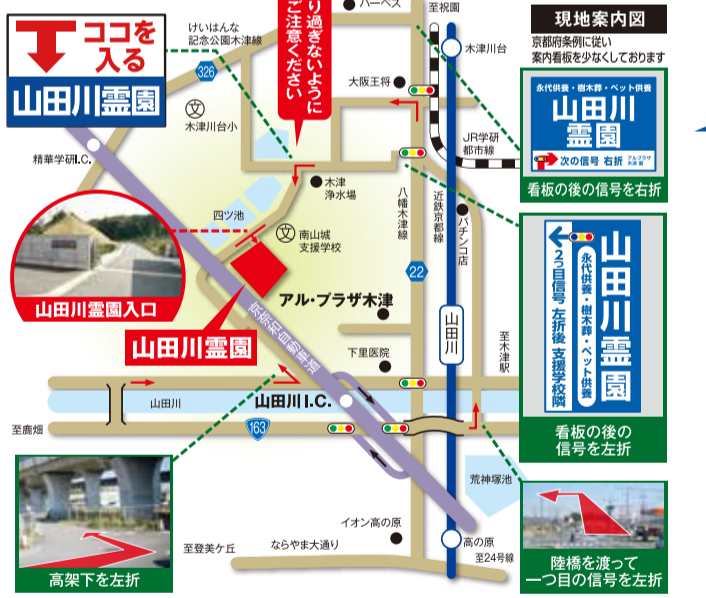 ココを
入る
山田川霊園
けいはんな
記念公園木津線
り過ぎないように
ご注意ください
ハーベス
至祝園
現地案内図
京都府条例に従い
案内看板を少なくしております
木津川台
326
文
木津川台小
大阪王将
JR学研
都市線
永代供養・樹木葬・ペット供養
山田川
霊園
次の信号 右折
アルプラザ
木津 東
看板の後の信号を右折
精華学研I.C.
木津
浄水場
四ツ池
文
南山城
支援学校
八幡木津線
近鉄京都線
パチンコ店
22
山田川霊園入口
山田川霊園
アル・プラザ木津
京奈和自動車道
下里医院
山田川
至木津駅
山田川霊園
永代供養・樹木葬・ペット供養
2つ目信号 左折後 支援学校隣
看板の後の
信号を左折
山田川
山田川I.C.
至鹿畑
163
荒神塚池
高架下を左折
イオン高の原
至登美ケ丘
ならやま大通り
高の原
至24号線
陸橋を渡って
一つ目の信号を左折